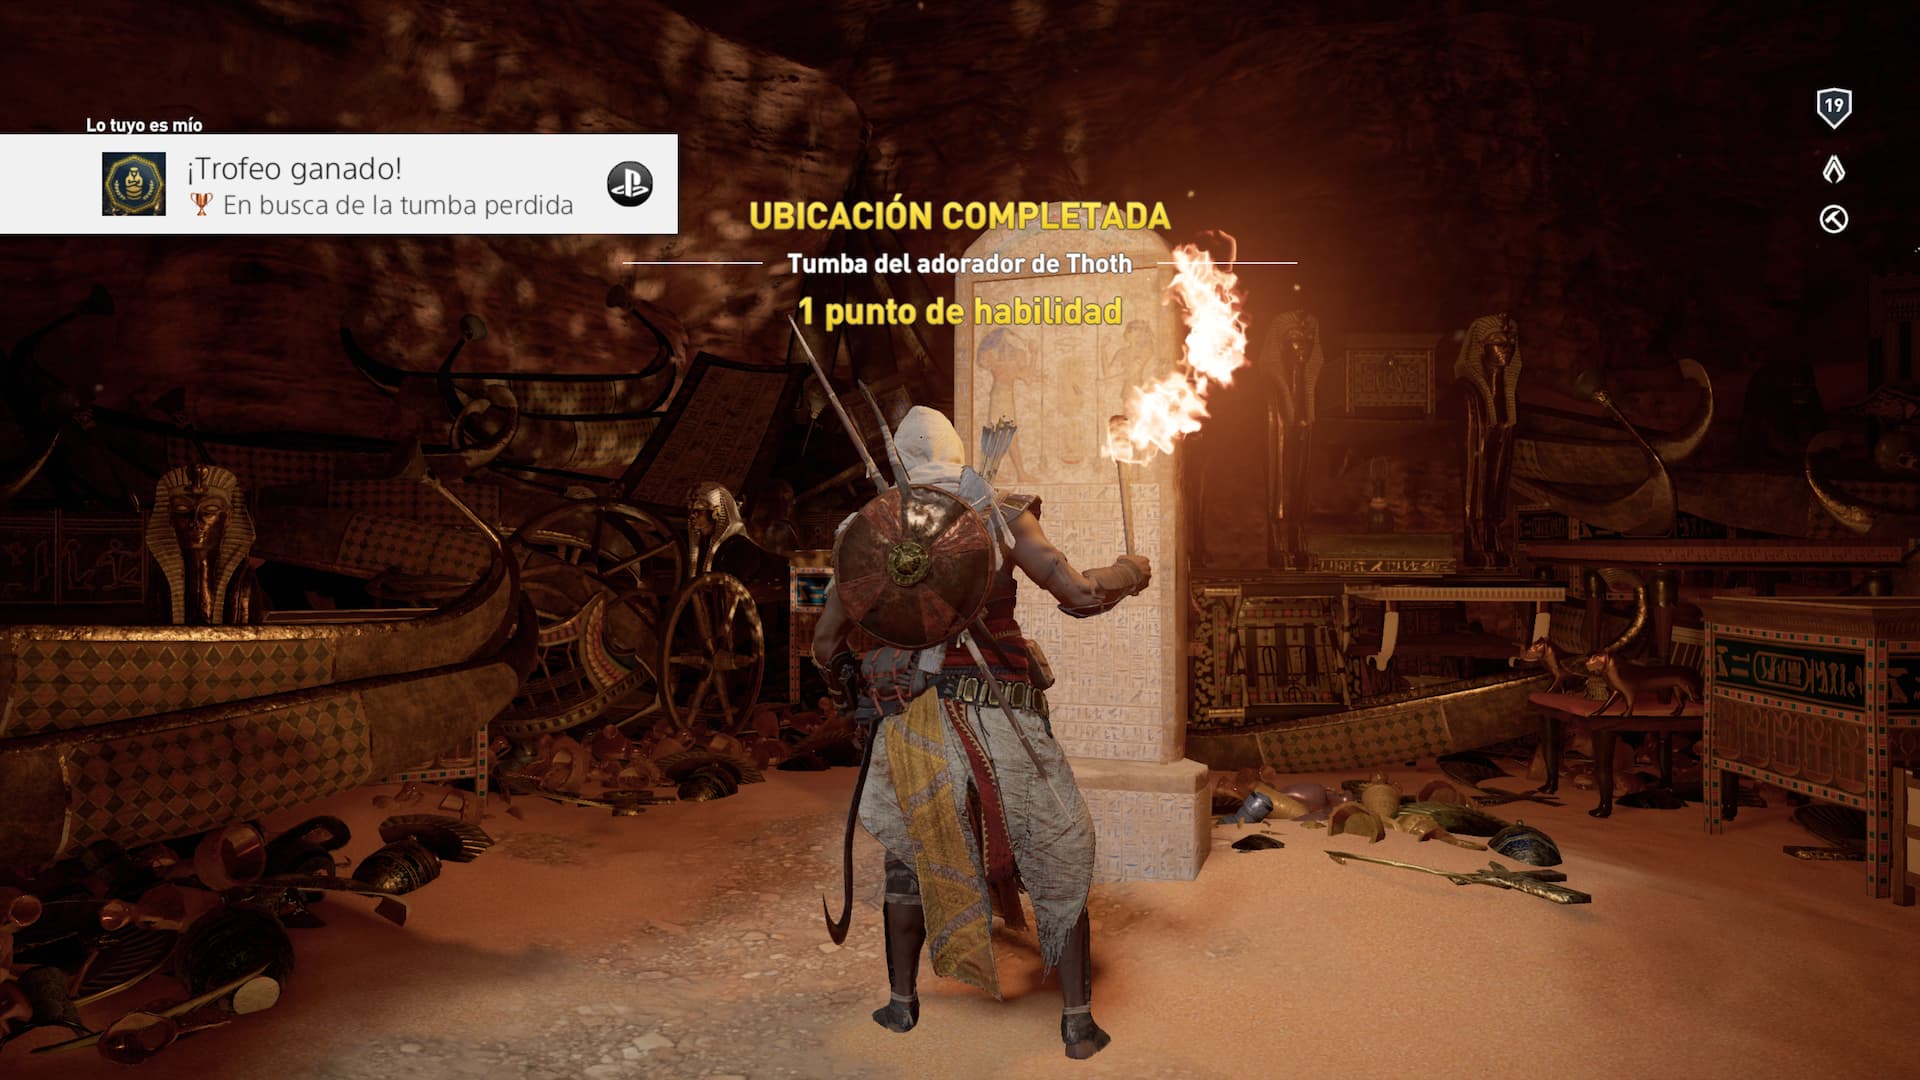 Lo tuyo es mío
¡Trofeo ganado!
En busca de la tumba perdida
UBICACIÓN COMPLETADA
Tumba del adorador de Thoth
1 punto de habilidad
19